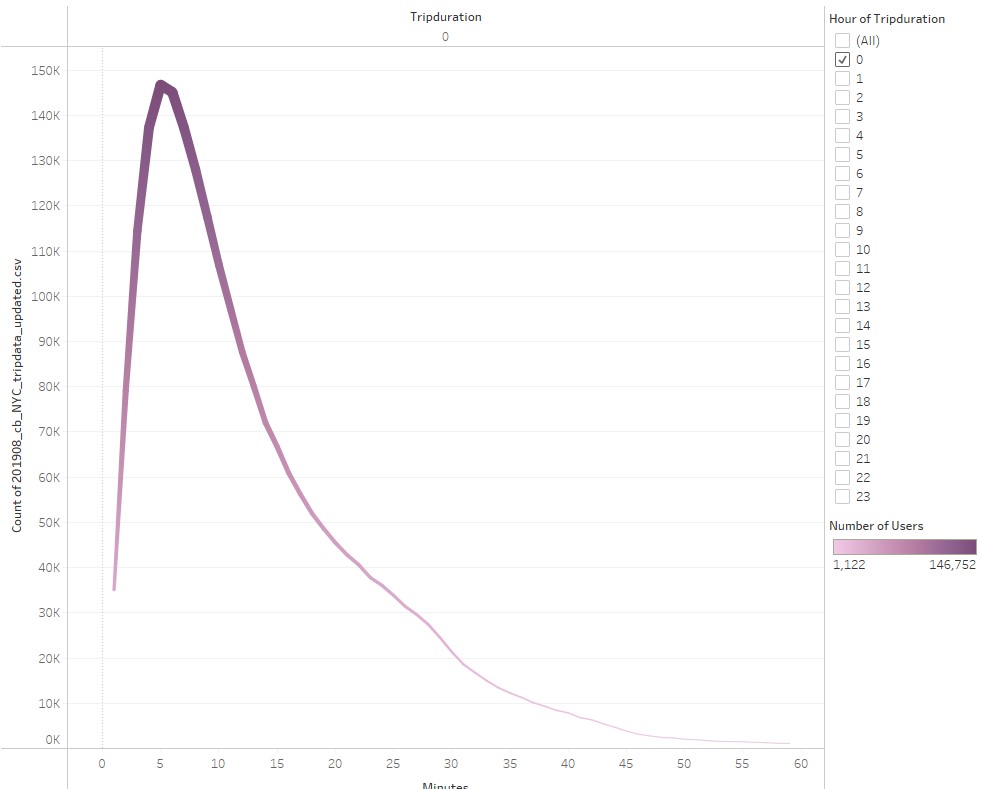 Tripduration
0
Hour of Tripduration
(All)
0
1
2
3
4
5
6
7
8
9
10
11
12
13
14
15
16
17
18
19
20
21
22
23
Number of Users
1,122 146,752
Count of 201908_cb_NYC_tripdata_updated.csv
150K
140K
130K
120K
110K
100K
90K
80K
70K
60K
50K
40K
30K
20K
10K
0K
0 5 10 15 20 25 30 35 40 45 50 55 60
Minutes